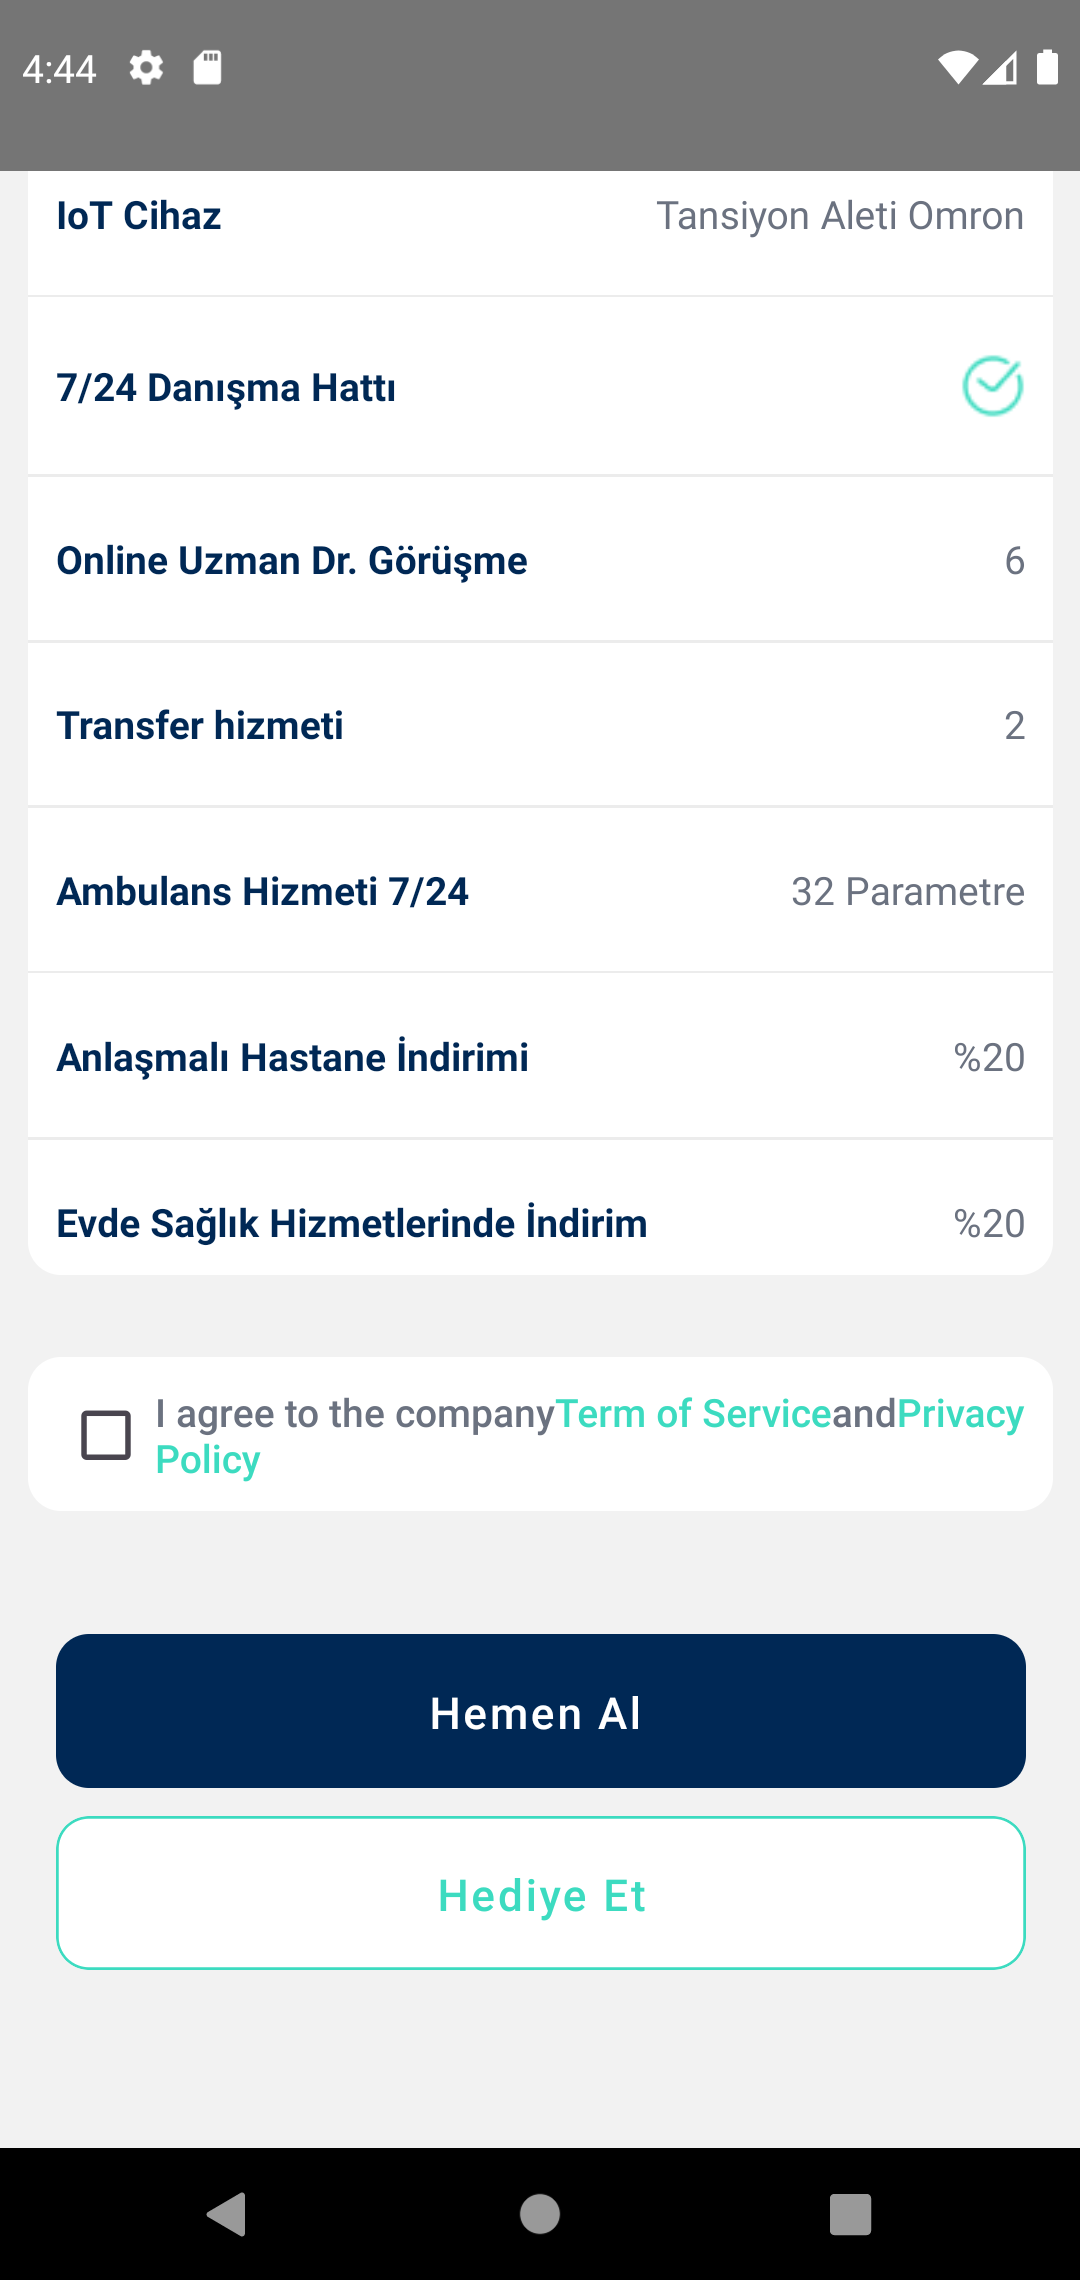 4:44
IoT Cihaz Tansiyon Aleti Omron
7/24 Danışma Hattı
Online Uzman Dr. Görüşme 6
Transfer hizmeti 2
Ambulans Hizmeti 7/24 32 Parametre
Anlaşmalı Hastane İndirimi %20
Evde Sağlık Hizmetlerinde İndirim %20
I agree to the companyTerm of ServiceandPrivacy
Policy
Hemen Al
Hediye Et